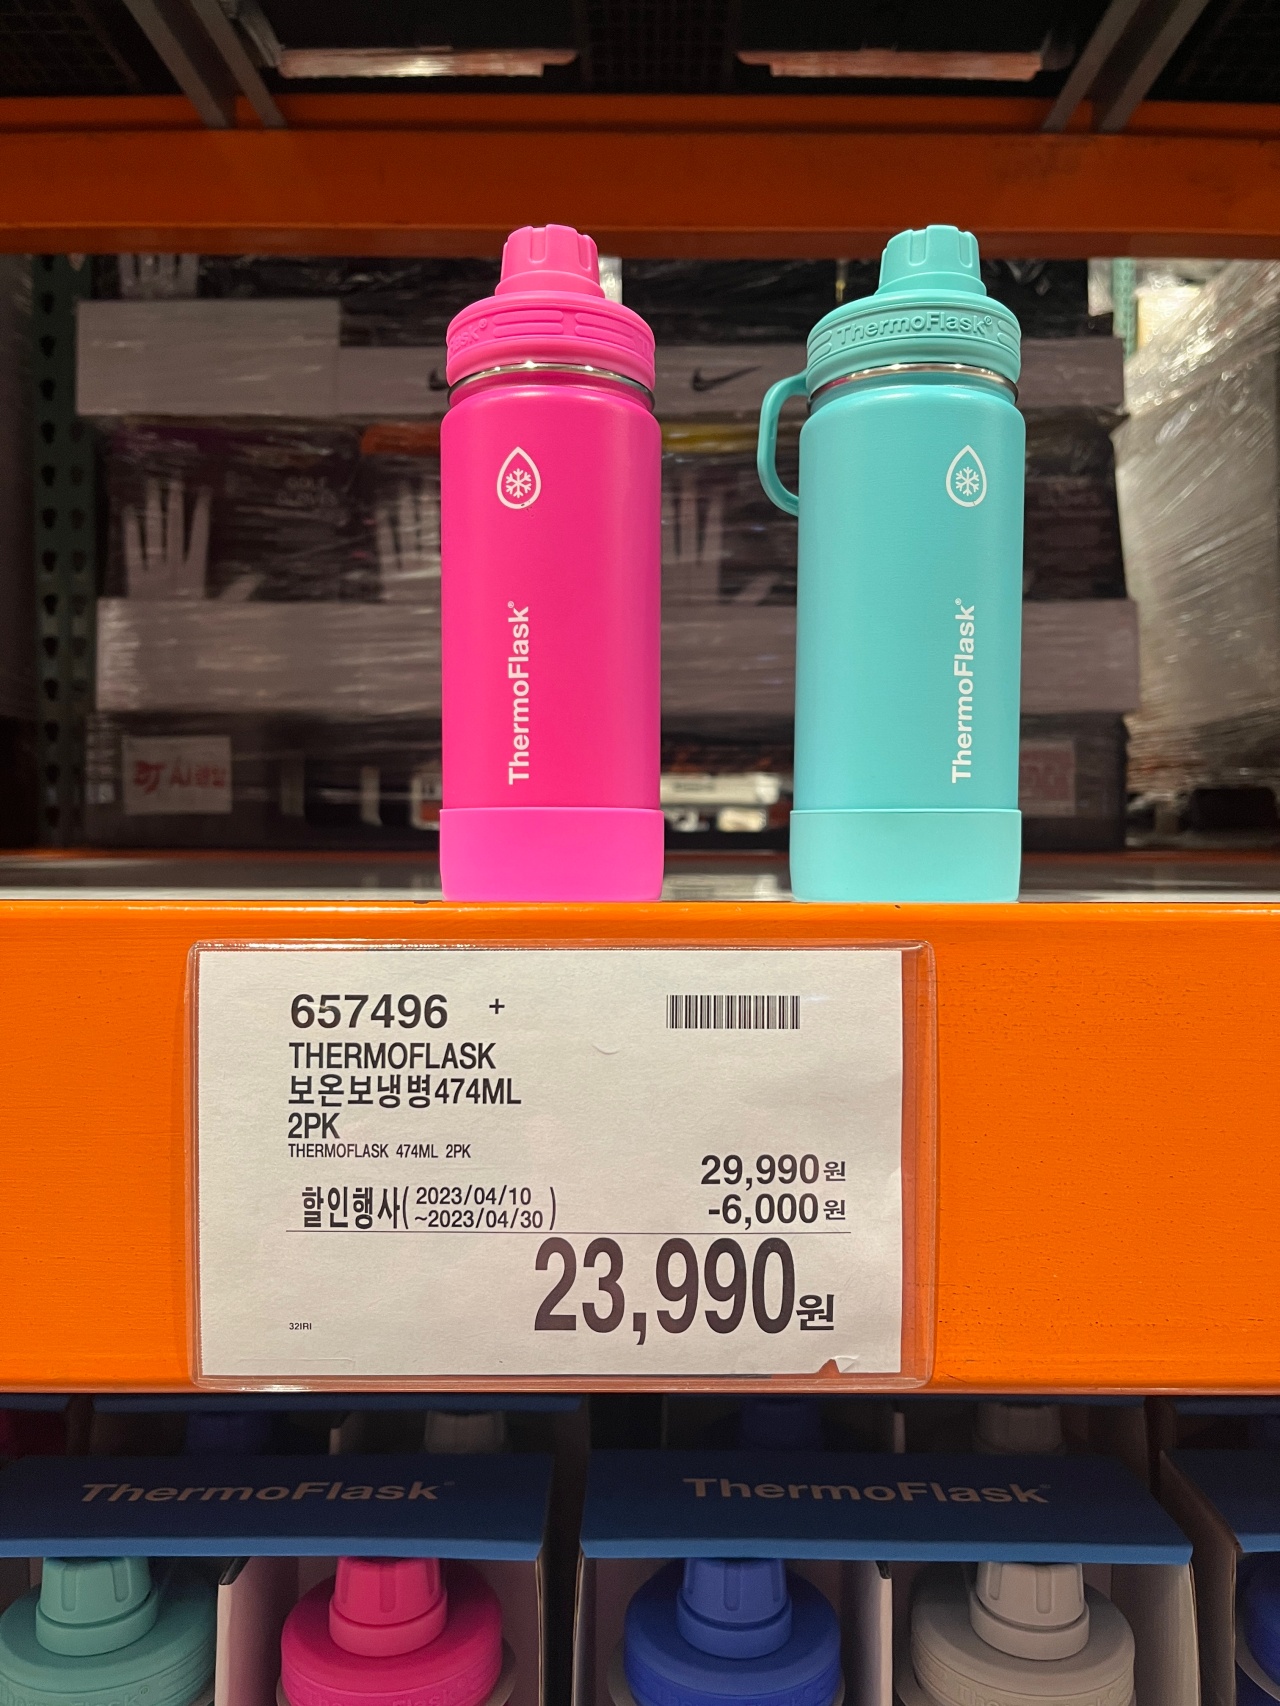 ThermoFlask®
ThermoFlask®
ThermoFlask®
GOLF
GLOVES
657496 +
THERMOFLASK
보온보냉병474ML
2PK
THERMOFLASK 474ML 2PK
29,990원
할인행사( 2023/04/10
~2023/04/30 )
-6,000원
23,990원
32IRI
ThermoFlask
ThermoFlask